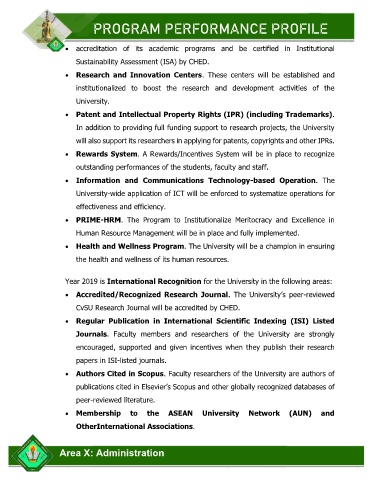 PROGRAM PERFORMANCE PROFILE
• accreditation of its academic programs and be certified in Institutional
Sustainability Assessment (ISA) by CHED.
• Research and Innovation Centers. These centers will be established and
institutionalized to boost the research and development activities of the
University.
• Patent and Intellectual Property Rights (IPR) (including Trademarks).
In addition to providing full funding support to research projects, the University
will also support its researchers in applying for patents, copyrights and other IPRs.
• Rewards System. A Rewards/Incentives System will be in place to recognize
outstanding performances of the students, faculty and staff.
• Information and Communications Technology-based Operation. The
University-wide application of ICT will be enforced to systematize operations for
effectiveness and efficiency.
• PRIME-HRM. The Program to Institutionalize Meritocracy and Excellence in
Human Resource Management will be in place and fully implemented.
• Health and Wellness Program. The University will be a champion in ensuring
the health and wellness of its human resources.
Year 2019 is International Recognition for the University in the following areas:
• Accredited/Recognized Research Journal. The University's peer-reviewed
CvSU Research Journal will be accredited by CHED.
• Regular Publication in International Scientific Indexing (ISI) Listed
Journals. Faculty members and researchers of the University are strongly
encouraged, supported and given incentives when they publish their research
papers in ISI-listed journals.
• Authors Cited in Scopus. Faculty researchers of the University are authors of
publications cited in Elsevier's Scopus and other globally recognized databases of
peer-reviewed literature.
• Membership to the ASEAN University Network (AUN) and
OtherInternational Associations.
Area X: Administration